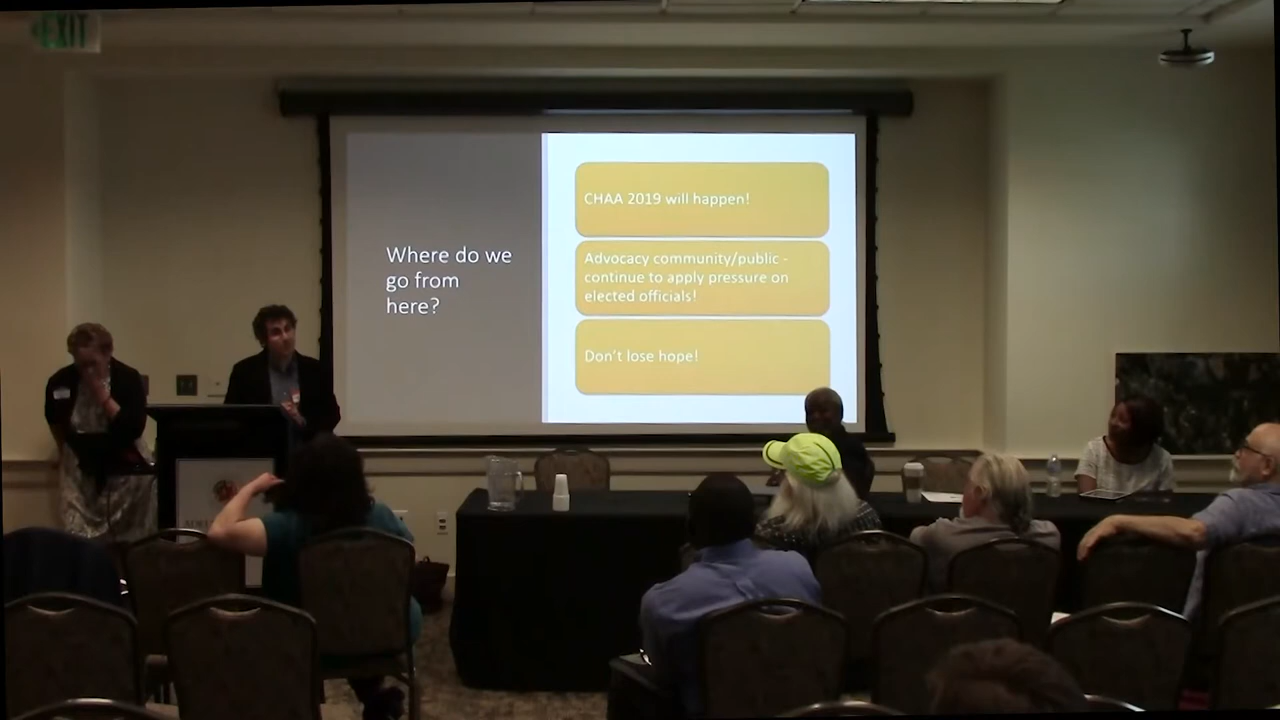 EXIT
Where do we
go from
here?
CHAA 2019 will happen!
Advocacy community/public -
continue to apply pressure on
elected officials!
Don't lose hope!